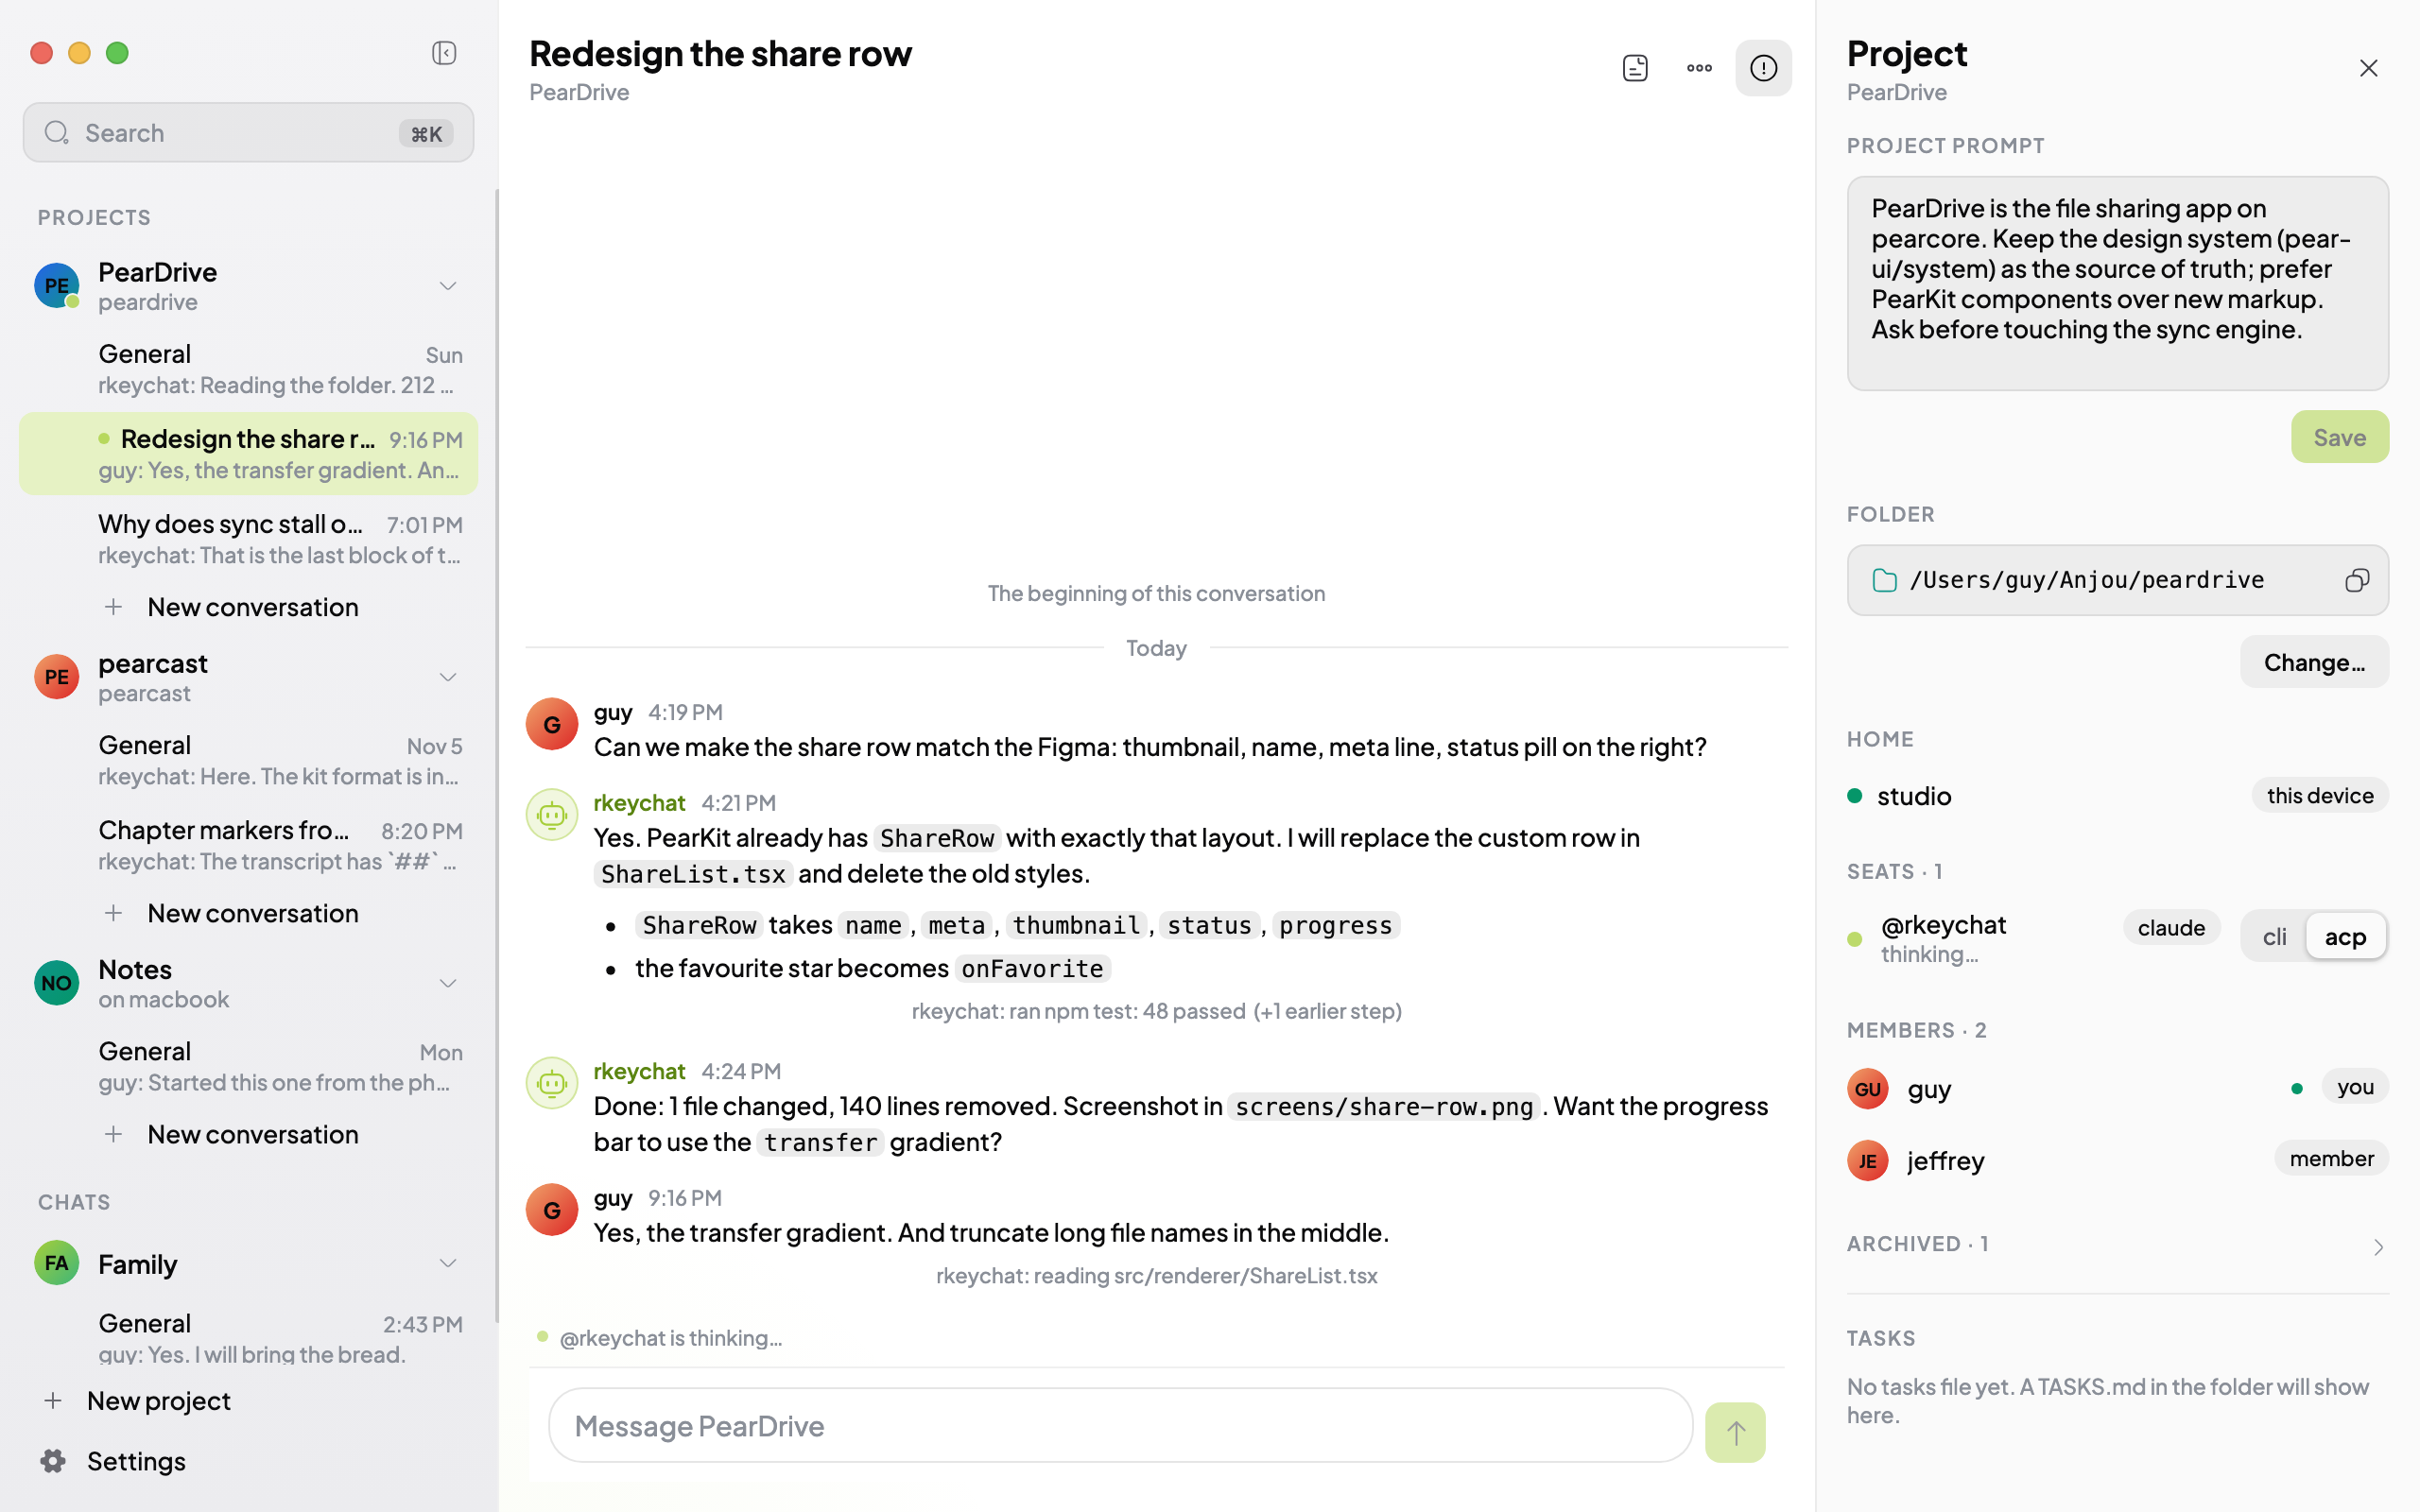 Search
⌘K
PROJECTS
PE
PearDrive
peardrive
General
Sun
rkeychat: Reading the folder. 212 ...
Redesign the share r...
9:16 PM
guy: Yes, the transfer gradient. An...
Why does sync stall o...
7:01 PM
rkeychat: That is the last block of t...
+ New conversation
PE
pearcast
pearcast
General
Nov 5
rkeychat: Here. The kit format is in...
Chapter markers fro...
8:20 PM
rkeychat: The transcript has `##` ...
+ New conversation
NO
Notes
on macbook
General
Mon
guy: Started this one from the ph...
+ New conversation
CHATS
FA
Family
General
2:43 PM
guy: Yes. I will bring the bread.
+ New project
Settings
Redesign the share row
PearDrive
The beginning of this conversation
Today
G
guy 4:19 PM
Can we make the share row match the Figma: thumbnail, name, meta line, status pill on the right?
rkeychat 4:21 PM
Yes. PearKit already has ShareRow with exactly that layout. I will replace the custom row in
ShareList.tsx and delete the old styles.
• ShareRow takes name, meta, thumbnail, status, progress
• the favourite star becomes onFavorite
rkeychat: ran npm test: 48 passed (+1 earlier step)
rkeychat 4:24 PM
Done: 1 file changed, 140 lines removed. Screenshot in screens/share-row.png. Want the progress
bar to use the transfer gradient?
G
guy 9:16 PM
Yes, the transfer gradient. And truncate long file names in the middle.
rkeychat: reading src/renderer/ShareList.tsx
@rkeychat is thinking...
Message PearDrive
Project
PearDrive
PROJECT PROMPT
PearDrive is the file sharing app on
pearcore. Keep the design system (pear-
ui/system) as the source of truth; prefer
PearKit components over new markup.
Ask before touching the sync engine.
Save
FOLDER
/Users/guy/Anjou/peardrive
Change...
HOME
studio
this device
SEATS · 1
@rkeychat
thinking...
claude
cli
acp
MEMBERS · 2
GU
guy
you
JE
jeffrey
member
ARCHIVED · 1
TASKS
No tasks file yet. A TASKS.md in the folder will show
here.